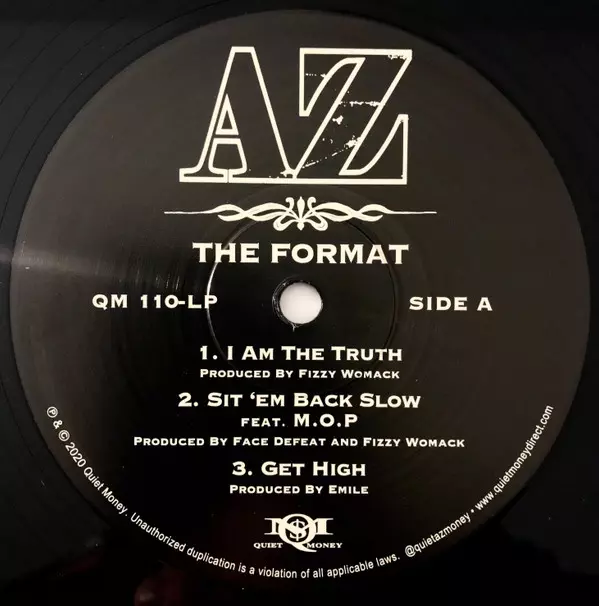 AZ
THE FORMAT
QM 110-LP
SIDE A
1. I AM THE TRUTH
PRODUCED BY FIZZY WOMACK
2. SIT ‘EM BACK SLOW
FEAT. M.O.P
PRODUCED BY FACE DEFEAT AND FIZZY WOMACK
3. GET HIGH
PRODUCED BY EMILE
QM
QUIET MONEY
℗ & © 2020 Quiet Money. Unauthorized duplication is a violation of all applicable laws. @quietazmoney • www.quietmoneydirect.com